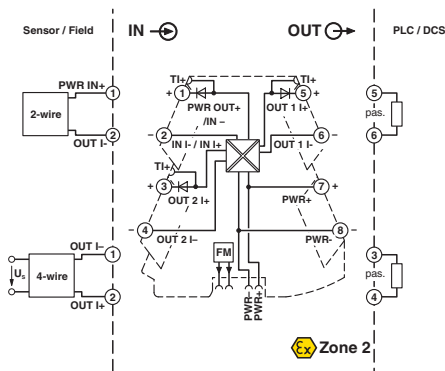 Sensor / Field IN OUT PLC / DCS
TI+ TI+
PWR IN+ 1 + 1 5 + 5
PWR OUT+ OUT 1 I+
2-wire /IN – pas.
2 – 2 IN I- / IN I+ OUT 1 I- 6 – 6
OUT I-
TI+
+ 3 PWR+ 7 +
OUT 2 I+
– 4 OUT 2 I– PWR- 8 –
OUT I– 1 FM 3
Us 4-wire pas.
OUT I+ 2 PWR- PWR+ 4
Ex Zone 2